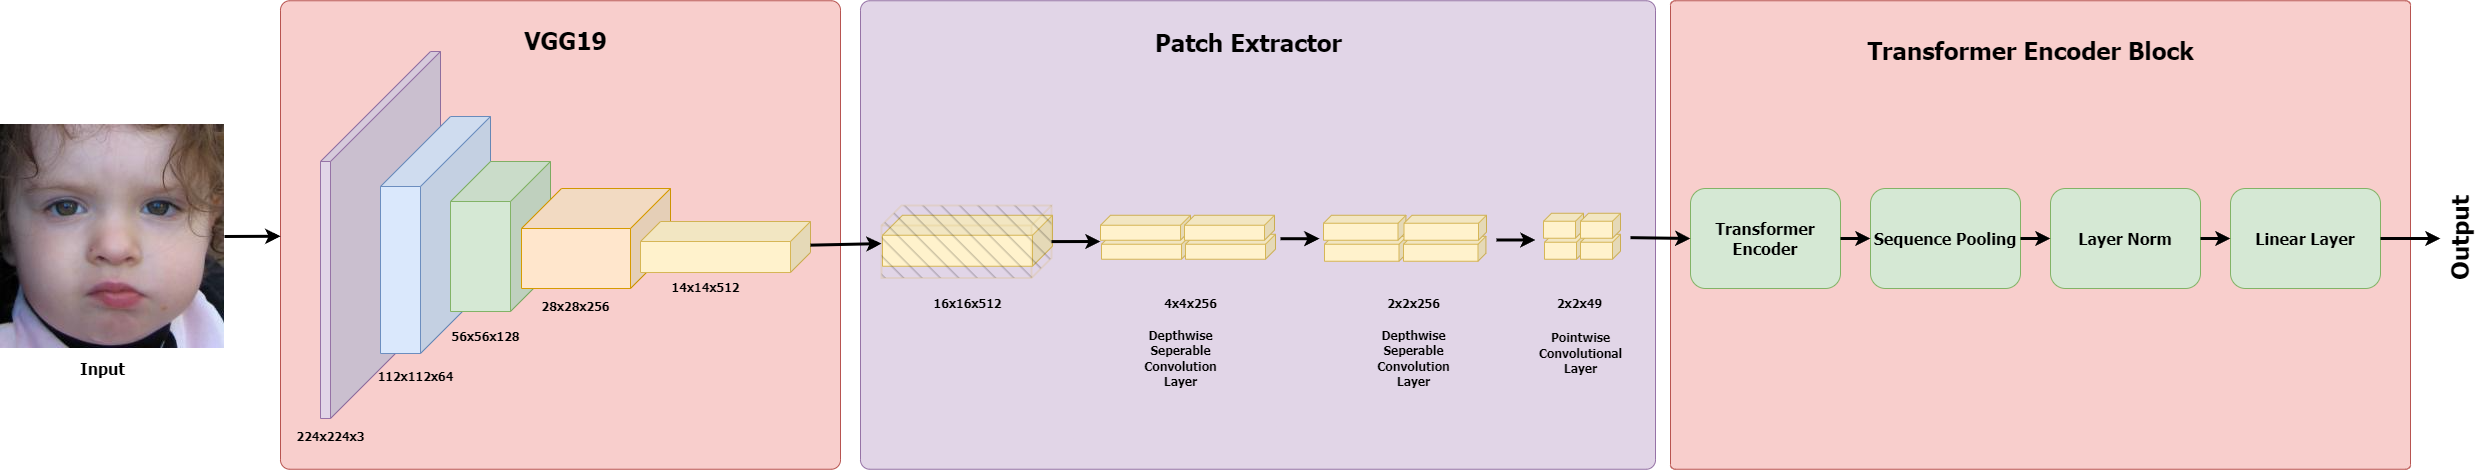 Input
VGG19
224x224x3
112x112x64
56x56x128
28x28x256
14x14x512
Patch Extractor
16x16x512
4x4x256
Depthwise
Seperable
Convolution
Layer
2x2x256
Depthwise
Seperable
Convolution
Layer
2x2x49
Pointwise
Convolutional
Layer
Transformer Encoder Block
Transformer
Encoder
Sequence Pooling
Layer Norm
Linear Layer
Output